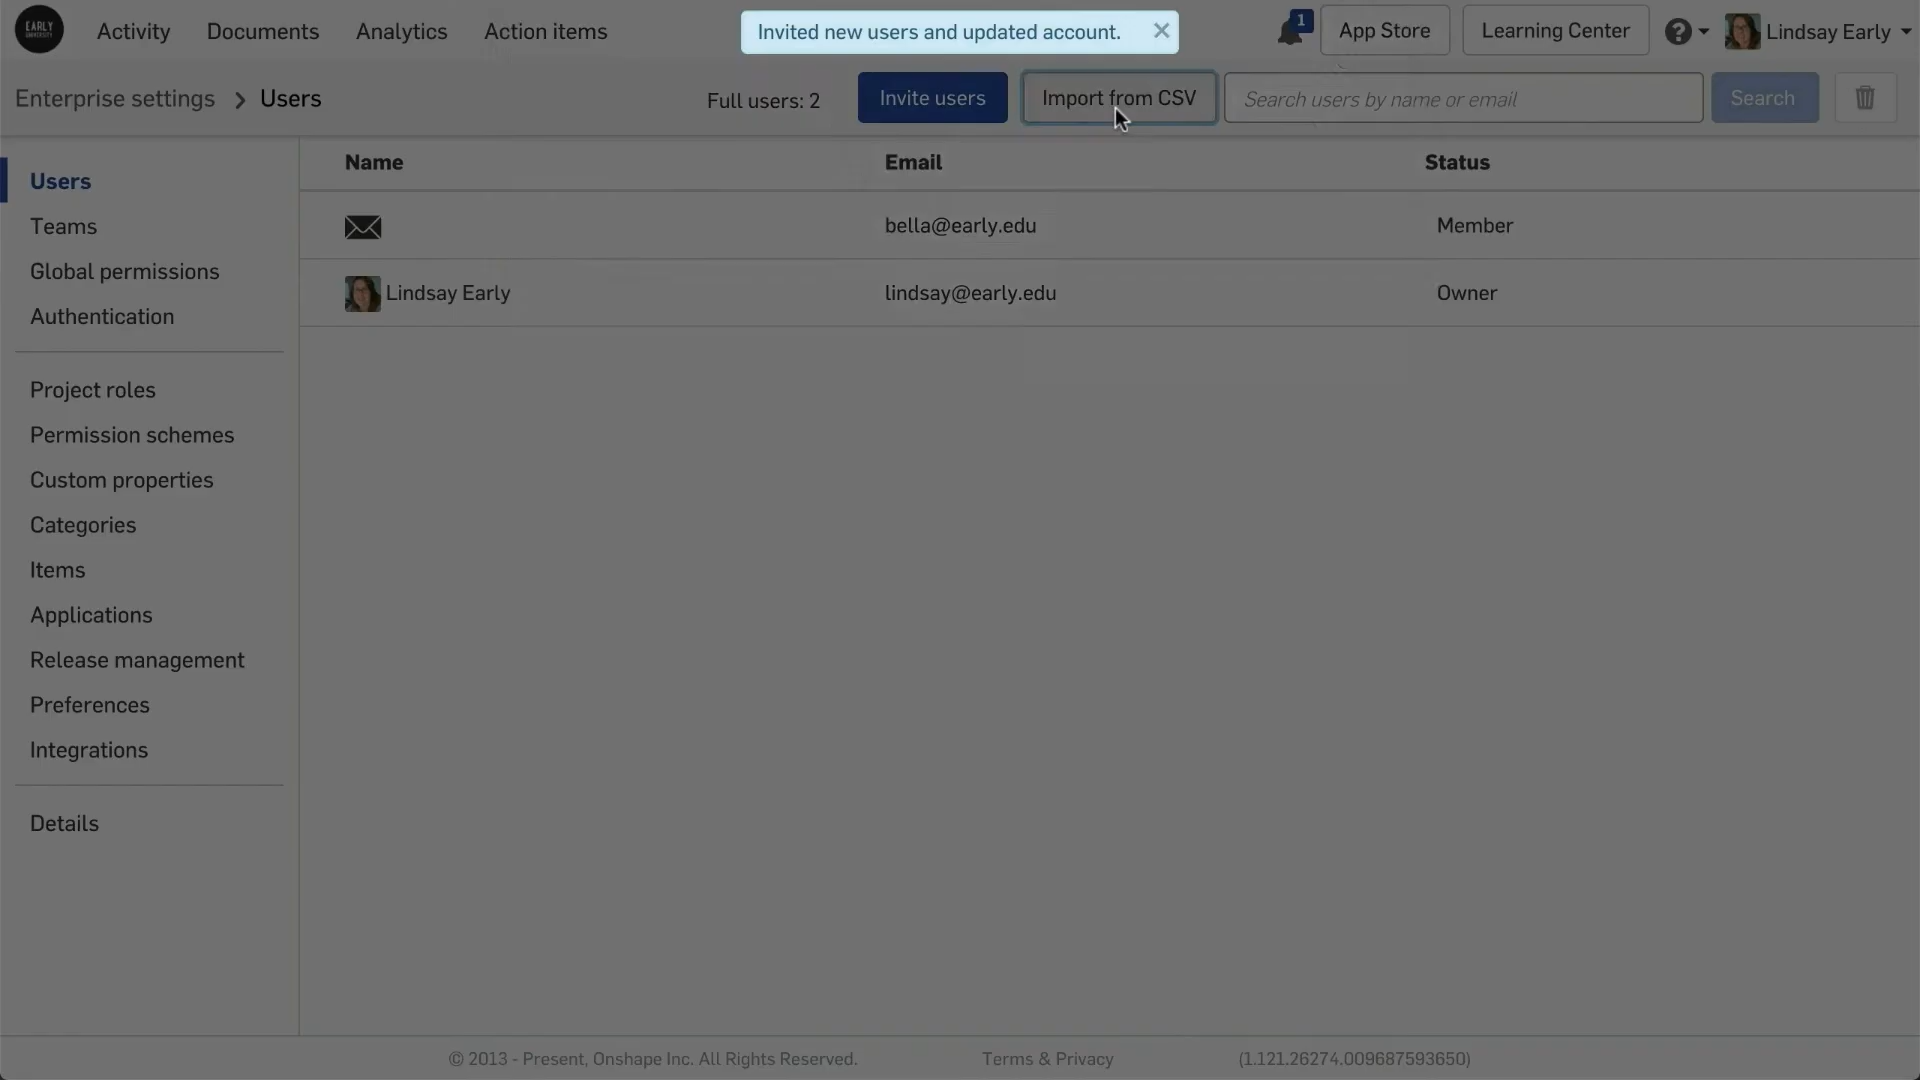 EARLY
UNIVERSITY
Activity
Documents
Analytics
Action items
Invited new users and updated account.
1
App Store
Learning Center
Lindsay Early
Enterprise settings > Users
Full users: 2
Invite users
Import from CSV
Search users by name or email
Search
Users
Teams
Global permissions
Authentication
Project roles
Permission schemes
Custom properties
Categories
Items
Applications
Release management
Preferences
Integrations
Details
Name Email Status
bella@early.edu Member
Lindsay Early lindsay@early.edu Owner
© 2013 - Present, Onshape Inc. All Rights Reserved.
Terms & Privacy
(1.121.26274.009687593650)